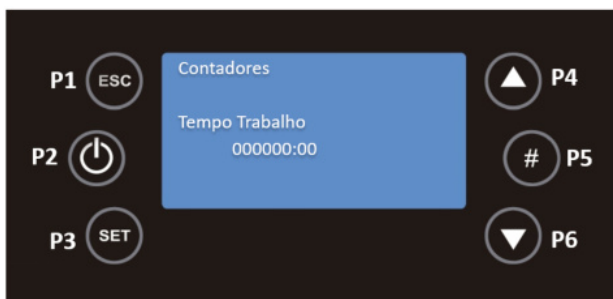 P1 ESC
P2
P3 SET
Contadores
Tempo Trabalho
000000:00
P4
# P5
P6